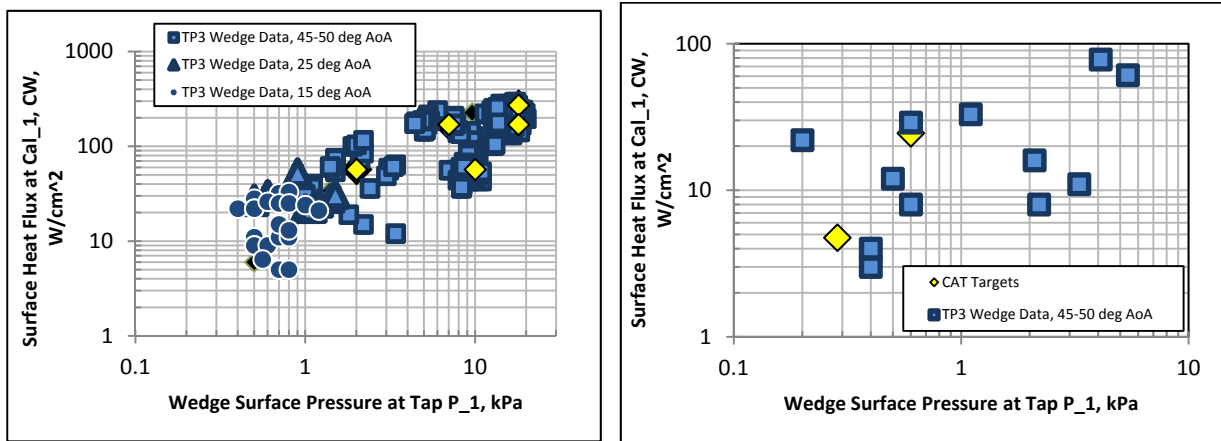 Surface Heat Flux at Cal_1, CW,
W/cm^2
1000
100
10
1
TP3 Wedge Data, 45-50 deg AoA
TP3 Wedge Data, 25 deg AoA
TP3 Wedge Data, 15 deg AoA
0.1
1
10
Wedge Surface Pressure at Tap P_1, kPa
Surface Heat Flux at Cal_1, CW,
W/cm^2
100
10
1
CAT Targets
TP3 Wedge Data, 45-50 deg AoA
0.1
1
10
Wedge Surface Pressure at Tap P_1, kPa